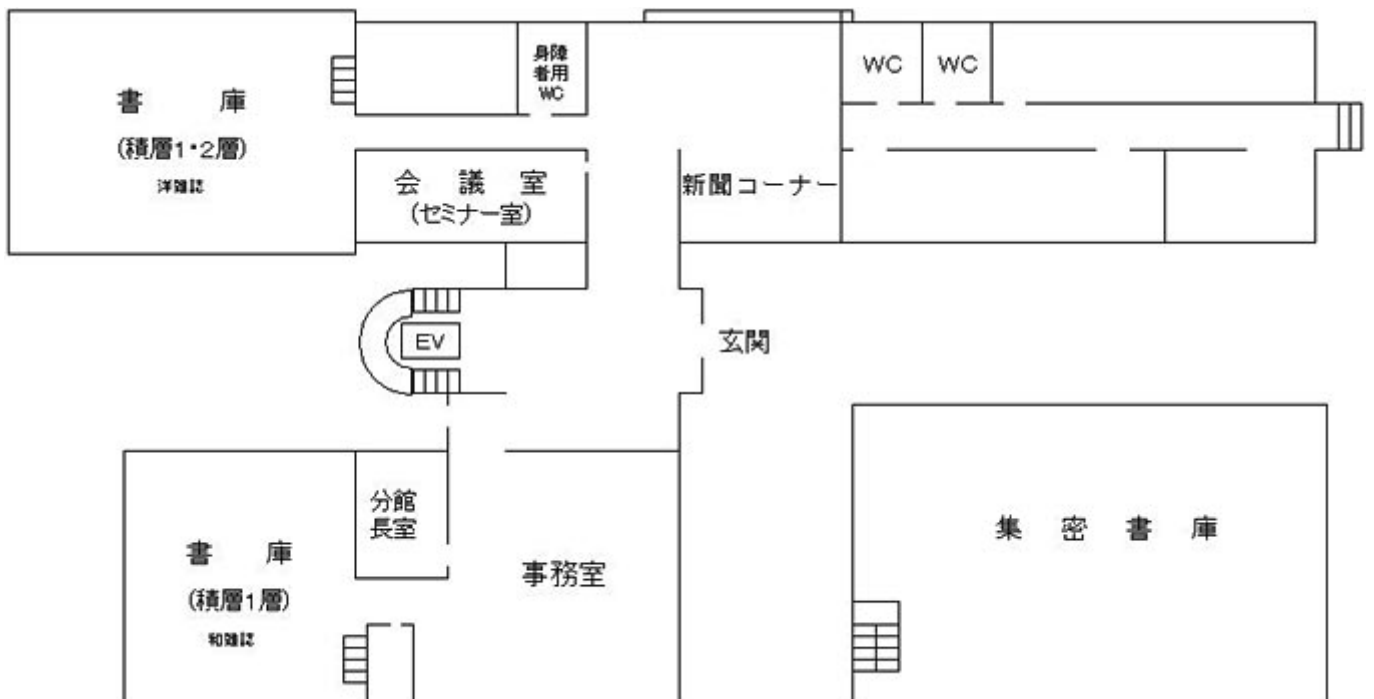 身障
者用
WC
WC
WC
書庫
(積層1・2層)
洋雑誌
会議室
(セミナー室)
新聞コーナー
EV
玄関
分館
長室
書庫
(積層1層)
和雑誌
事務室
集密書庫